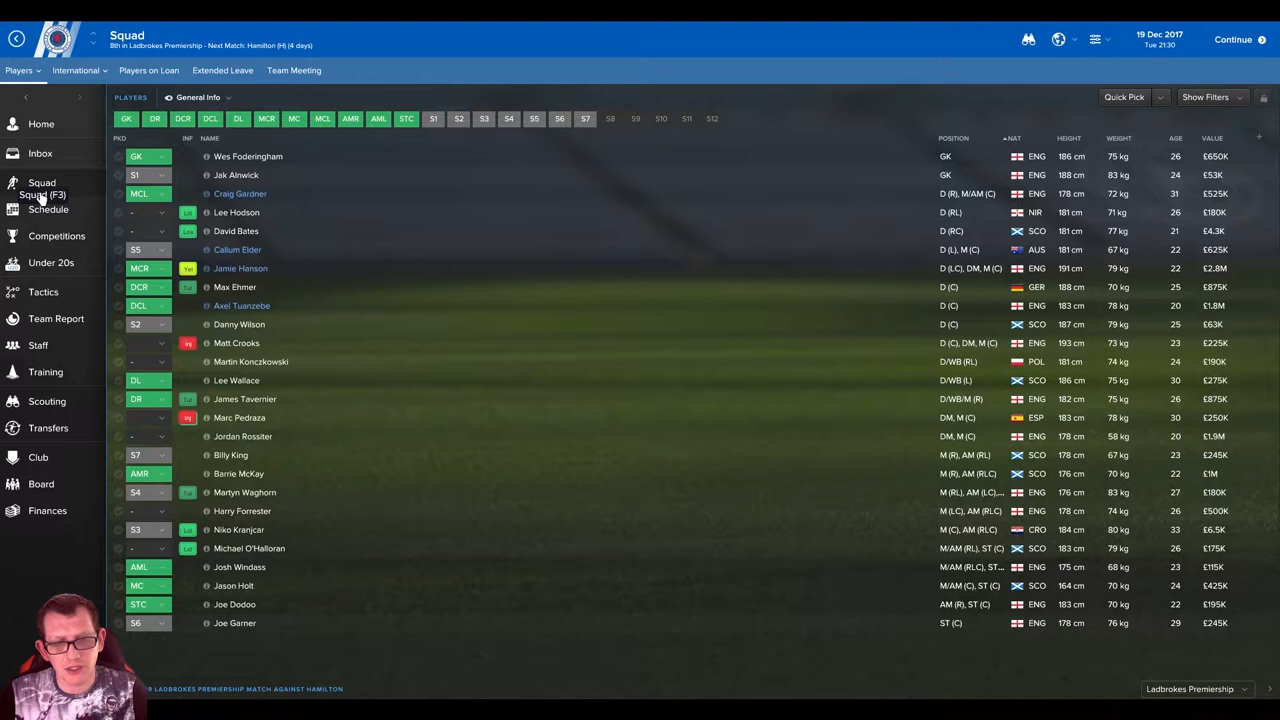 Squad
8th in Ladbrokes Premiership - Next Match: Hamilton (H) (4 days)
19 Dec 2017
Tue 21:30
Continue
Players
International
Players on Loan
Extended Leave
Team Meeting
Home
Inbox
Squad
Squad (F3)
Schedule
Competitions
Under 20s
Tactics
Team Report
Staff
Training
Scouting
Transfers
Club
Board
Finances
PLAYERS
General Info
Quick Pick
Show Filters
GK DR DCR DCL DL MCR MC MCL AMR AML STC S1 S2 S3 S4 S5 S6 S7 S8 S9 S10 S11 S12
PKD INF NAME POSITION NAT HEIGHT WEIGHT AGE VALUE
GK Wes Foderingham GK ENG 186 cm 75 kg 26 £650K
S1 Jak Alnwick GK ENG 188 cm 83 kg 24 £53K
MCL Craig Gardner D (R), M/AM (C) ENG 178 cm 72 kg 31 £525K
- Lst Lee Hodson D (RL) NIR 181 cm 71 kg 26 £180K
- Loa David Bates D (RC) SCO 181 cm 77 kg 21 £4.3K
S5 Callum Elder D (L), M (C) AUS 181 cm 67 kg 22 £625K
MCR Yel Jamie Hanson D (LC), DM, M (C) ENG 191 cm 79 kg 22 £2.8M
DCR Tut Max Ehmer D (C) GER 188 cm 70 kg 25 £875K
DCL Axel Tuanzebe D (C) ENG 183 cm 78 kg 20 £1.8M
S2 Danny Wilson D (C) SCO 187 cm 79 kg 25 £63K
Inj Matt Crooks D (C), DM, M (C) ENG 193 cm 73 kg 23 £225K
- Martin Konczkowski D/WB (RL) POL 181 cm 74 kg 24 £190K
DL Lee Wallace D/WB (L) SCO 186 cm 75 kg 30 £275K
DR Tut James Tavernier D/WB/M (R) ENG 182 cm 75 kg 26 £875K
Inj Marc Pedraza DM, M (C) ESP 183 cm 78 kg 30 £250K
- Jordan Rossiter DM, M (C) ENG 178 cm 58 kg 20 £1.9M
S7 Billy King M (R), AM (RL) SCO 178 cm 67 kg 23 £245K
AMR Barrie McKay M (R), AM (RLC) SCO 176 cm 70 kg 22 £1M
S4 Tut Martyn Waghorn M (RL), AM (LC),... ENG 176 cm 83 kg 27 £180K
- Harry Forrester M (LC), AM (RLC) ENG 178 cm 74 kg 26 £500K
S3 Lst Niko Kranjcar M (C), AM (RLC) CRO 184 cm 80 kg 33 £6.5K
- Lst Michael O'Halloran M/AM (RL), ST (C) SCO 183 cm 79 kg 26 £175K
AML Josh Windass M/AM (RLC), ST... ENG 175 cm 68 kg 23 £115K
MC Jason Holt M/AM (C), ST (C) SCO 164 cm 70 kg 24 £425K
STC Joe Dodoo AM (R), ST (C) ENG 183 cm 70 kg 22 £195K
S6 Joe Garner ST (C) ENG 178 cm 76 kg 29 £245K
R LADBROKES PREMIERSHIP MATCH AGAINST HAMILTON
Ladbrokes Premiership